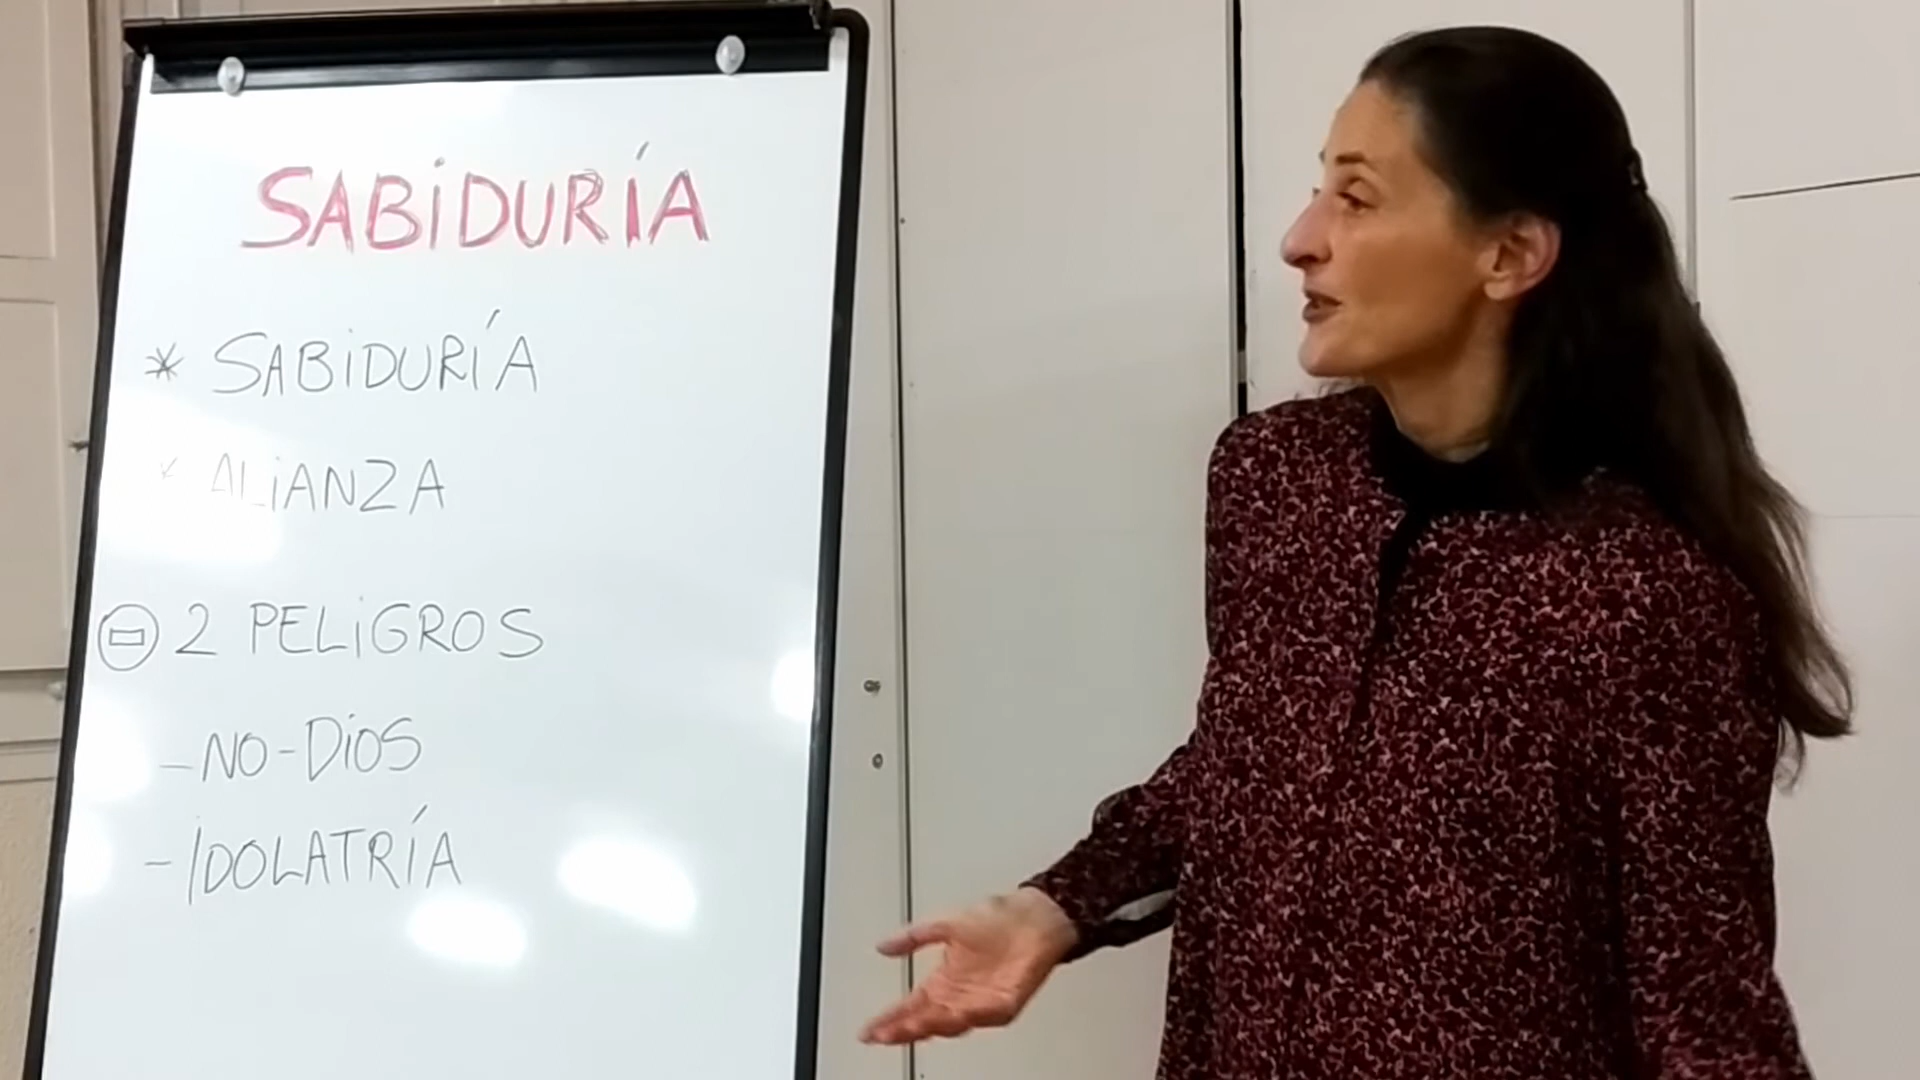 SABiDURÍA
* SABiDURÍA
* ALiANZA
⊖ 2 PELiGROS
- NO-DiOS
- IDOLATRÍA